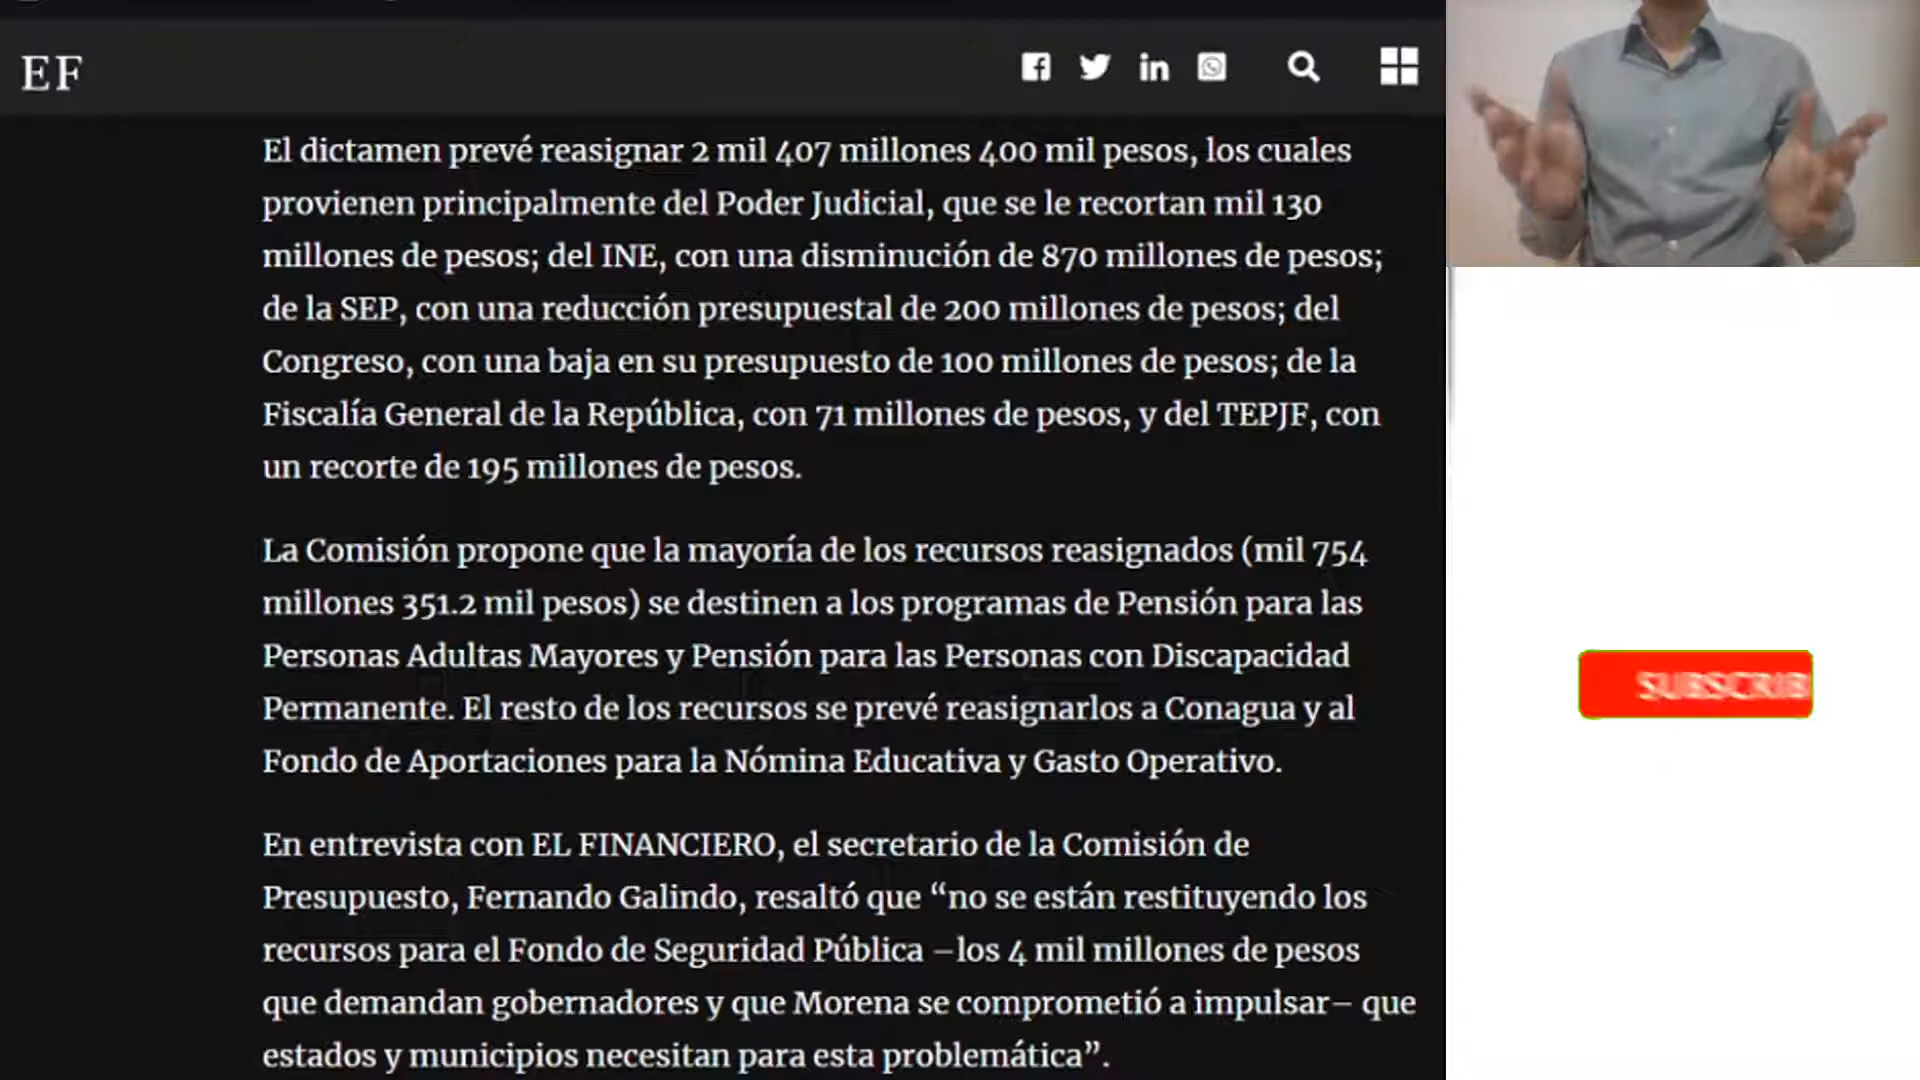 EF
El dictamen prevé reasignar 2 mil 407 millones 400 mil pesos, los cuales
provienen principalmente del Poder Judicial, que se le recortan mil 130
millones de pesos; del INE, con una disminución de 870 millones de pesos;
de la SEP, con una reducción presupuestal de 200 millones de pesos; del
Congreso, con una baja en su presupuesto de 100 millones de pesos; de la
Fiscalía General de la República, con 71 millones de pesos, y del TEPJF, con
un recorte de 195 millones de pesos.
La Comisión propone que la mayoría de los recursos reasignados (mil 754
millones 351.2 mil pesos) se destinen a los programas de Pensión para las
Personas Adultas Mayores y Pensión para las Personas con Discapacidad
Permanente. El resto de los recursos se prevé reasignarlos a Conagua y al
Fondo de Aportaciones para la Nómina Educativa y Gasto Operativo.
En entrevista con EL FINANCIERO, el secretario de la Comisión de
Presupuesto, Fernando Galindo, resaltó que “no se están restituyendo los
recursos para el Fondo de Seguridad Pública –los 4 mil millones de pesos
que demandan gobernadores y que Morena se comprometió a impulsar– que
estados y municipios necesitan para esta problemática”.
SUBSCRIB